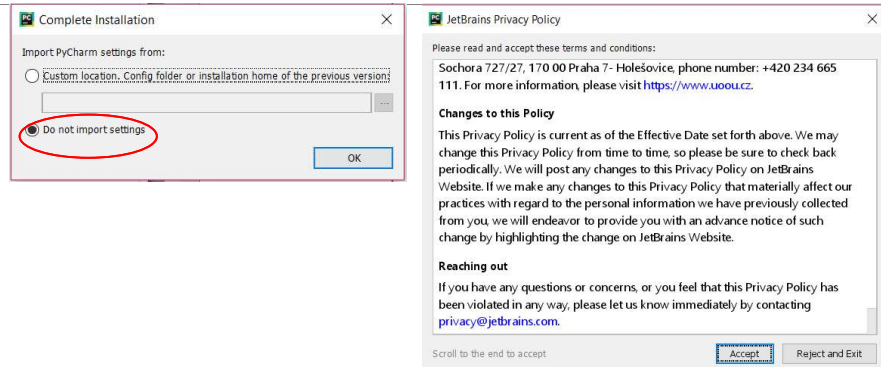 Complete Installation
Import PyCharm settings from:
Custom location. Config folder or installation home of the previous version:
...
Do not import settings
OK
JetBrains Privacy Policy
Please read and accept these terms and conditions:
Sochora 727/27, 170 00 Praha 7- Holešovice, phone number: +420 234 665
111. For more information, please visit https://www.uoou.cz.
Changes to this Policy
This Privacy Policy is current as of the Effective Date set forth above. We may
change this Privacy Policy from time to time, so please be sure to check back
periodically. We will post any changes to this Privacy Policy on JetBrains
Website. If we make any changes to this Privacy Policy that materially affect our
practices with regard to the personal information we have previously collected
from you, we will endeavor to provide you with an advance notice of such
change by highlighting the change on JetBrains Website.
Reaching out
If you have any questions or concerns, or you feel that this Privacy Policy has
been violated in any way, please let us know immediately by contacting
privacy@jetbrains.com.
Scroll to the end to accept
Accept
Reject and Exit